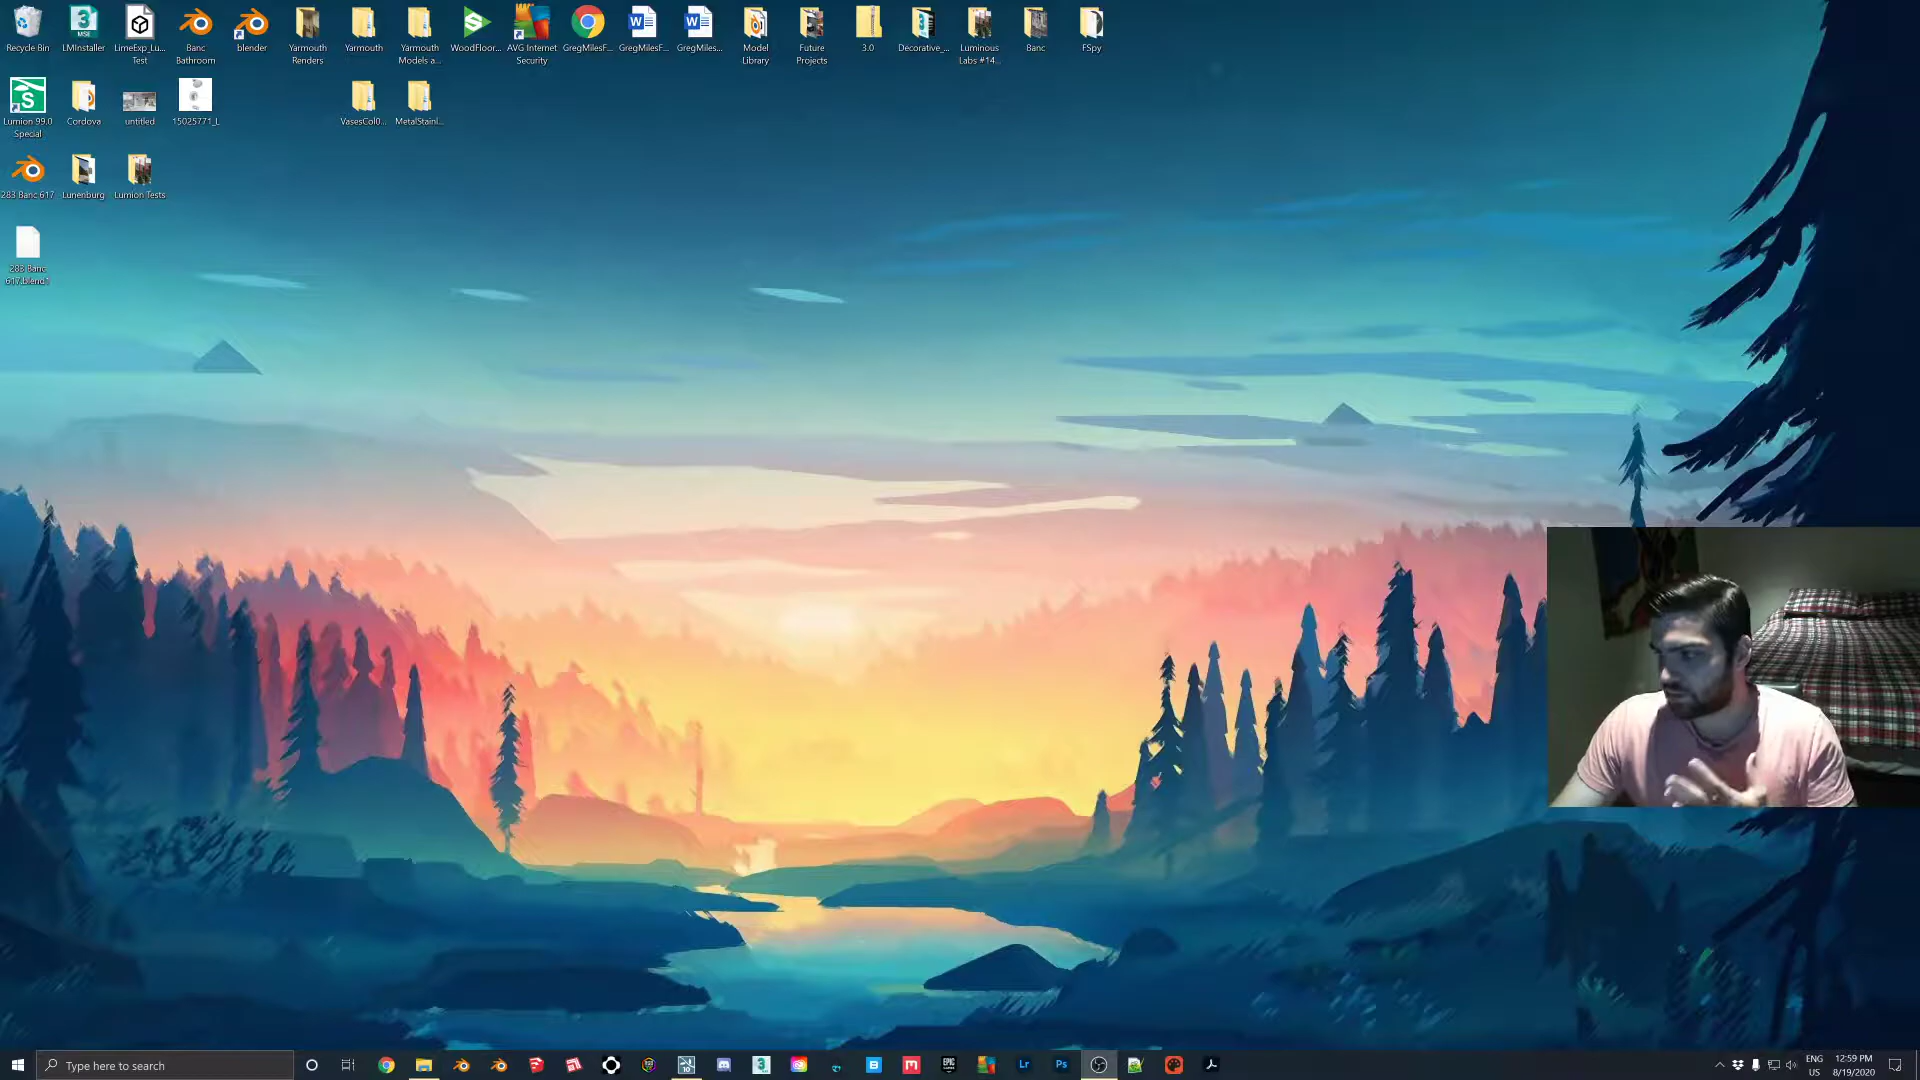 Recycle Bin
LMInstaller
LimeExp_Lu...
Test
Banc
Bathroom
blender
Yarmouth
Renders
Yarmouth
Yarmouth
Models a...
WoodFloor...
AVG Internet
Security
GregMilesF...
GregMilesF...
GregMiles...
Model
Library
Future
Projects
3.0
Decorative_...
Luminous
Labs #14...
Banc
FSpy
Lumion 99.0
Special
Cordova
untitled
15025771_L
VasesCol0...
MetalStainl...
283 Banc 617
Lunenburg
Lumion Tests
283 Banc
617.blend1
Type here to search
ENG
US
12:59 PM
8/19/2020